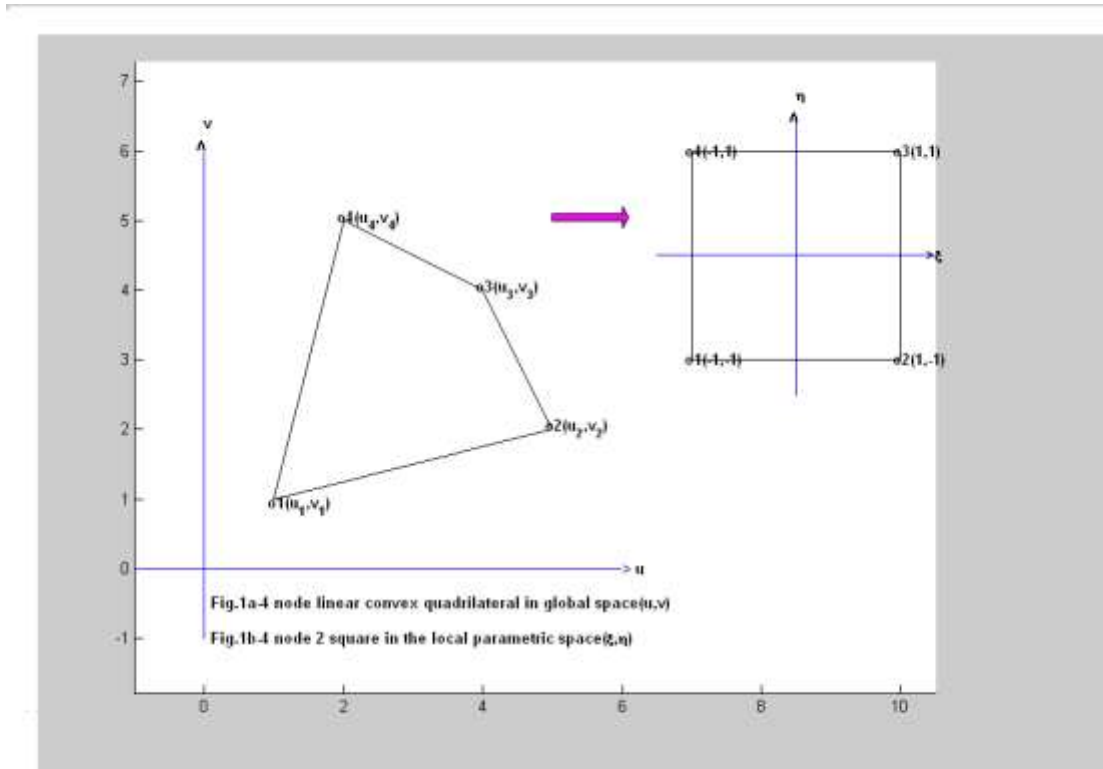 7
6
5
4
3
2
1
0
-1
v
4(u4,v4)
3(u3,v3)
2(u2,v2)
1(u1,v1)
u
η
4(-1,1)
3(1,1)
ξ
1(-1,-1)
2(1,-1)
Fig.1a-4 node linear convex quadrilateral in global space(u,v)
Fig.1b-4 node 2 square in the local parametric space(ξ,η)
0
2
4
6
8
10